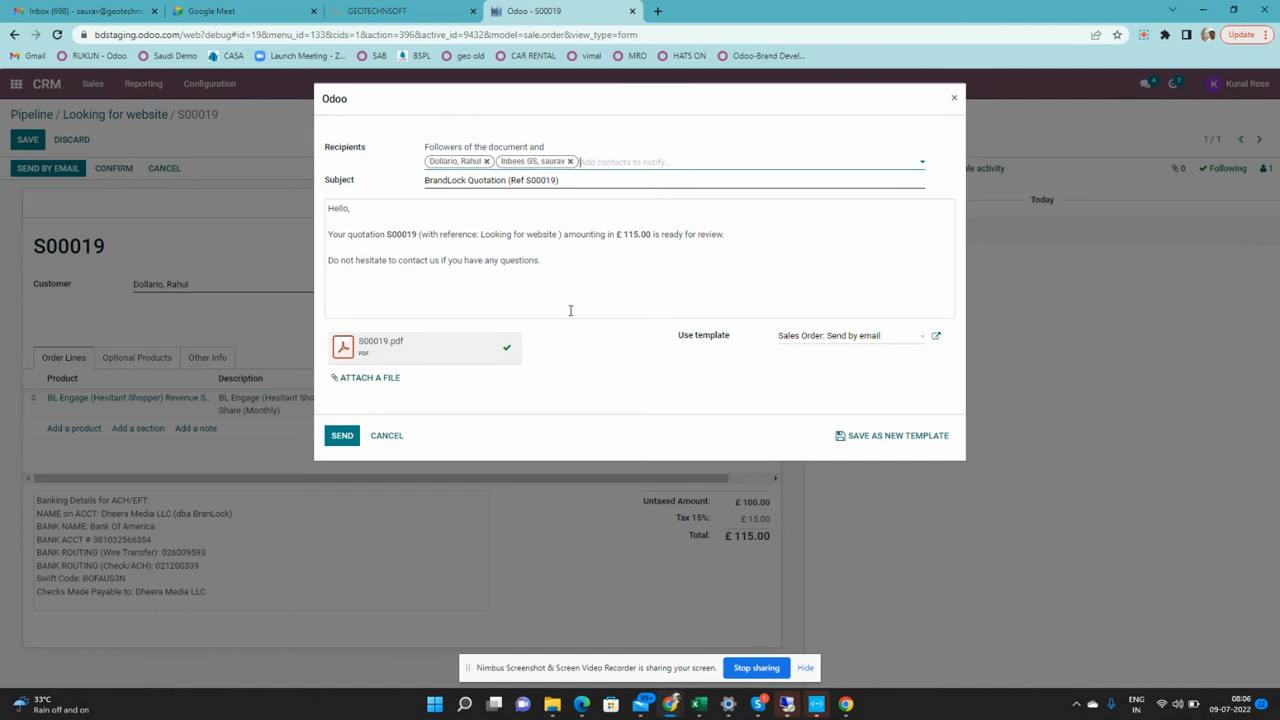 Inbox (698) - saurav@geotechn
Google Meet
GEOTECHNSOFT
Odoo - S00019
bdstaging.odoo.com/web?debug#id=19&menu_id=133&cids=1&action=396&active_id=9432&model=sale.order&view_type=form
Update
Gmail
RUKUN - Odoo
Saudi Demo
CASA
Launch Meeting - Z...
SAB
BSPL
geo old
CAR RENTAL
vimal
MRO
HATS ON
Odoo-Brand Develo...
CRM
Sales
Reporting
Configuration
4
7
Kunal Ross
Pipeline / Looking for website / S00019
SAVE
DISCARD
1 / 1
SEND BY EMAIL
CONFIRM
CANCEL
ule activity
0
Following
1
Today
S00019
Customer
Dollario, Rahul
Order Lines
Optional Products
Other Info
Product
Description
BL Engage (Hesitant Shopper) Revenue S...
BL Engage (Hesitant Sho
Share (Monthly)
Add a product
Add a section
Add a note
Odoo
Recipients
Followers of the document and
Dollario, Rahul
Inbees GS, saurav
Add contacts to notify...
Subject
BrandLock Quotation (Ref S00019)
Hello,
Your quotation S00019 (with reference: Looking for website ) amounting in £ 115.00 is ready for review.
Do not hesitate to contact us if you have any questions.
S00019.pdf
PDF
Use template
Sales Order: Send by email
ATTACH A FILE
SEND
CANCEL
SAVE AS NEW TEMPLATE
Banking Details for ACH/EFT:
NAME on ACCT: Dheera Media LLC (dba BranLock)
BANK NAME: Bank Of America
BANK ACCT # 381032566354
BANK ROUTING (Wire Transfer): 026009593
BANK ROUTING (Check/ACH): 021200339
Swift Code: BOFAUS3N
Checks Made Payable to: Dheera Media LLC
Untaxed Amount:
£ 100.00
Tax 15%:
£ 15.00
Total:
£ 115.00
Nimbus Screenshot & Screen Video Recorder is sharing your screen.
Stop sharing
Hide
33°C
Rain off and on
99+
1
ENG
IN
08:06
09-07-2022